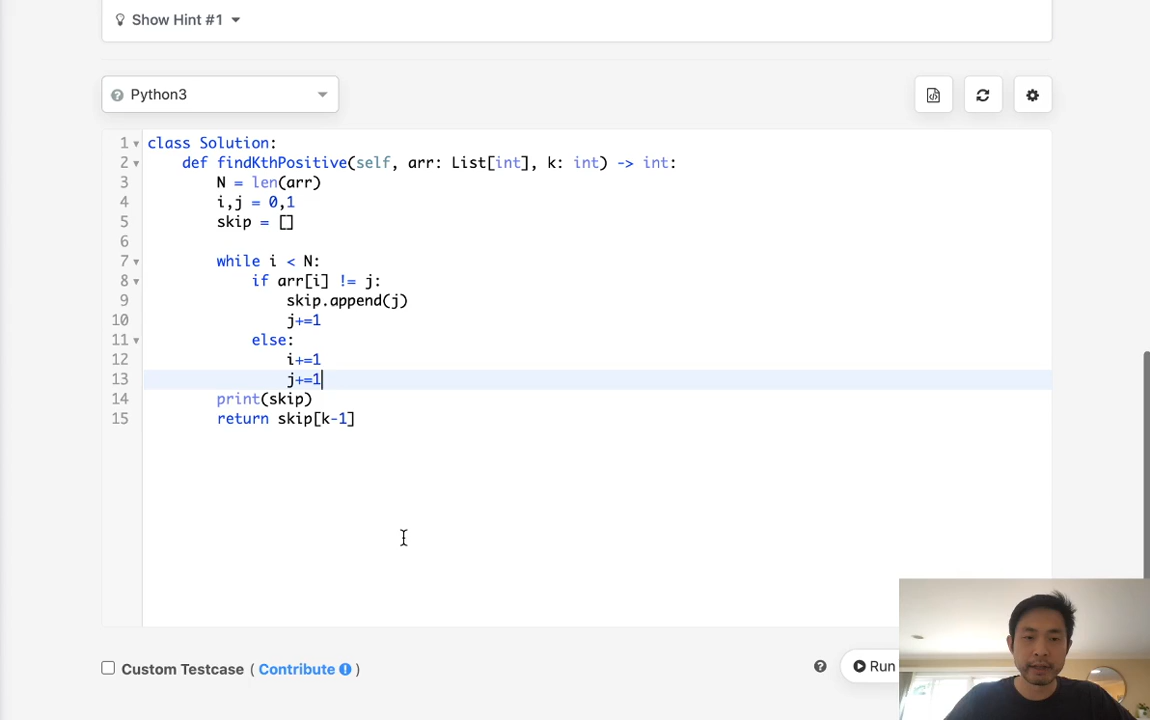 Show Hint #1
Python3
1 class Solution:
2 def findKthPositive(self, arr: List[int], k: int) -> int:
3 N = len(arr)
4 i,j = 0,1
5 skip = []
6
7 while i < N:
8 if arr[i] != j:
9 skip.append(j)
10 j+=1
11 else:
12 i+=1
13 j+=1
14 print(skip)
15 return skip[k-1]
Custom Testcase ( Contribute )
Run